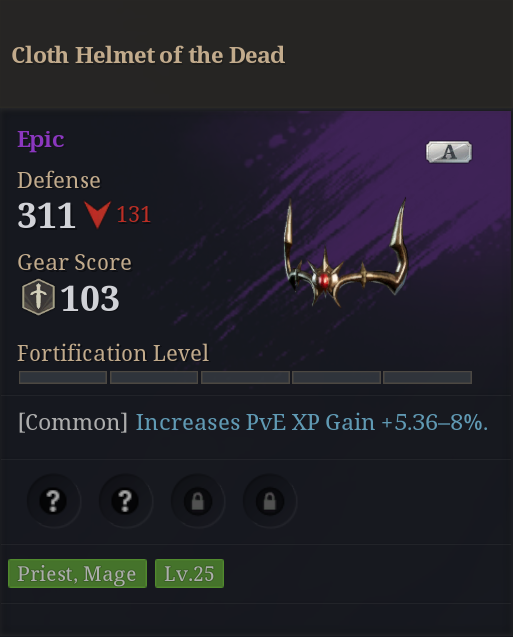 Cloth Helmet of the Dead
Epic
A
Defense
311 131
Gear Score
103
Fortification Level
[Common] Increases PvE XP Gain +5.36–8%.
? ?
Priest, Mage Lv.25